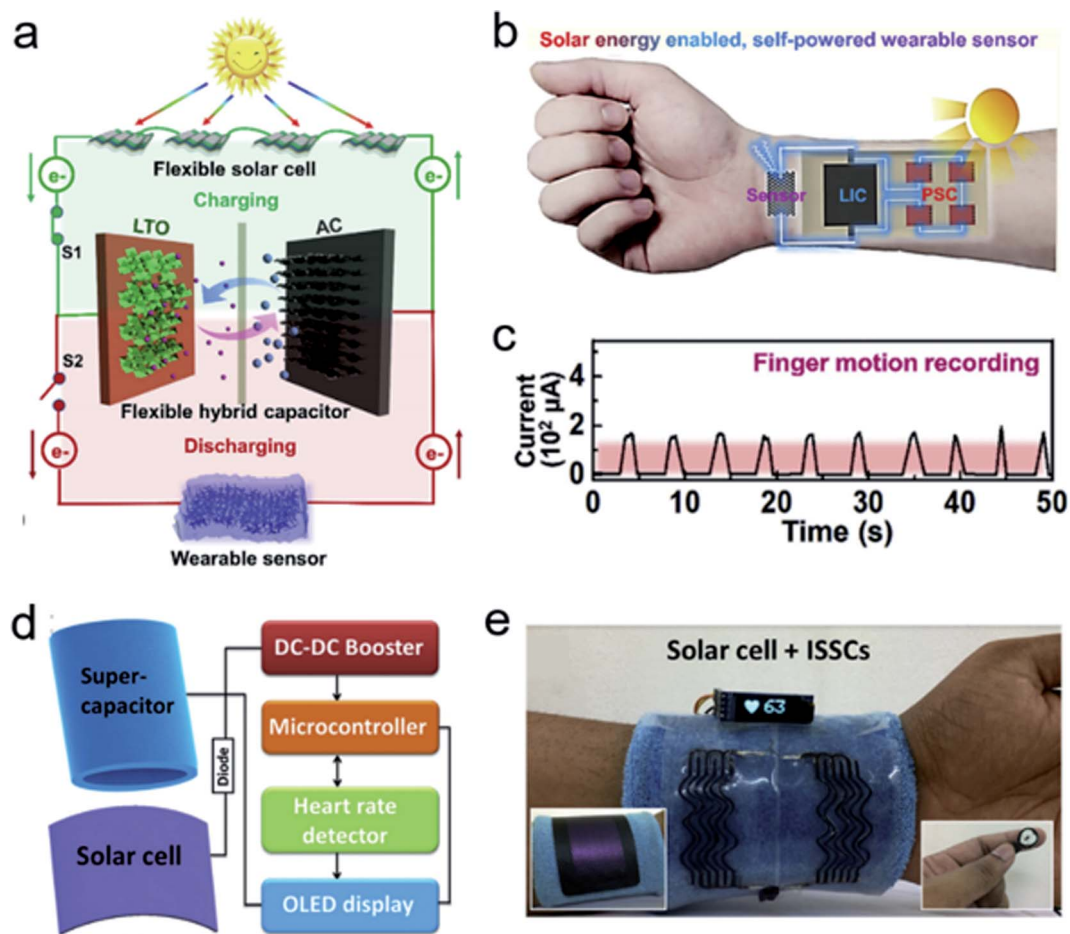 a
Flexible solar cell
Charging
e-
e-
S1
LTO
AC
S2
Flexible hybrid capacitor
Discharging
e-
e-
Wearable sensor
b
Solar energy enabled, self-powered wearable sensor
Sensor
LIC
PSC
c
Finger motion recording
Current
(10² μA)
4
2
0
0
10
20
30
40
50
Time (s)
d
Super-
capacitor
Diode
Solar cell
DC-DC Booster
Microcontroller
Heart rate
detector
OLED display
e
Solar cell + ISSCs
63